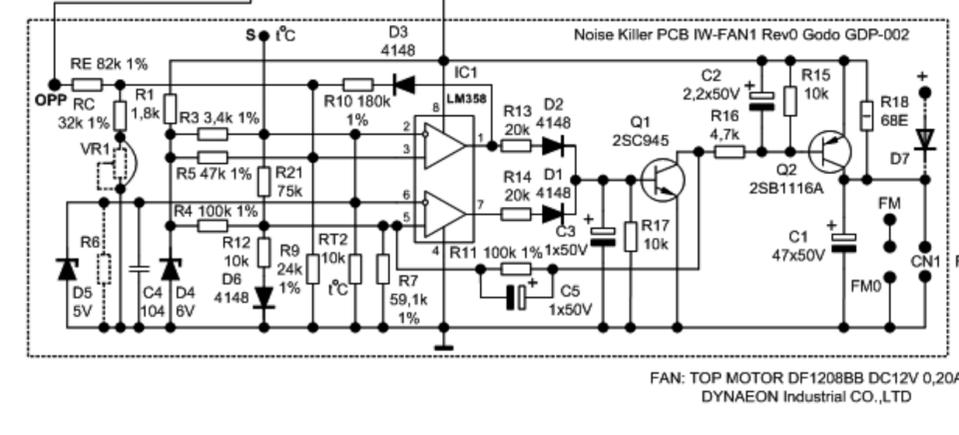 S t°C
D3
4148
Noise Killer PCB IW-FAN1 Rev0 Godo GDP-002
RE 82k 1%
OPP
RC
32k 1%
R1
1,8k
R10 180k
1%
IC1
LM358
8
R3 3,4k 1%
2
3
1
R13
20k
D2
4148
Q1
2SC945
C2
2,2x50V
+
R15
10k
R16
4,7k
R18
68E
+
VR1
R5 47k 1%
R21
75k
Q2
2SB1116A
D7
6
5
7
R14
20k
D1
4148
R4 100k 1%
FM
R6
R12
10k
D6
4148
R9
24k
1%
RT2
10k
t°C
4
R11 100k 1%
C3
1x50V
+
R17
10k
C1
47x50V
+
CN1
F
D5
5V
C4
104
D4
6V
R7
59,1k
1%
+
C5
1x50V
FM0
FAN: TOP MOTOR DF1208BB DC12V 0,20A
DYNAEON Industrial CO.,LTD